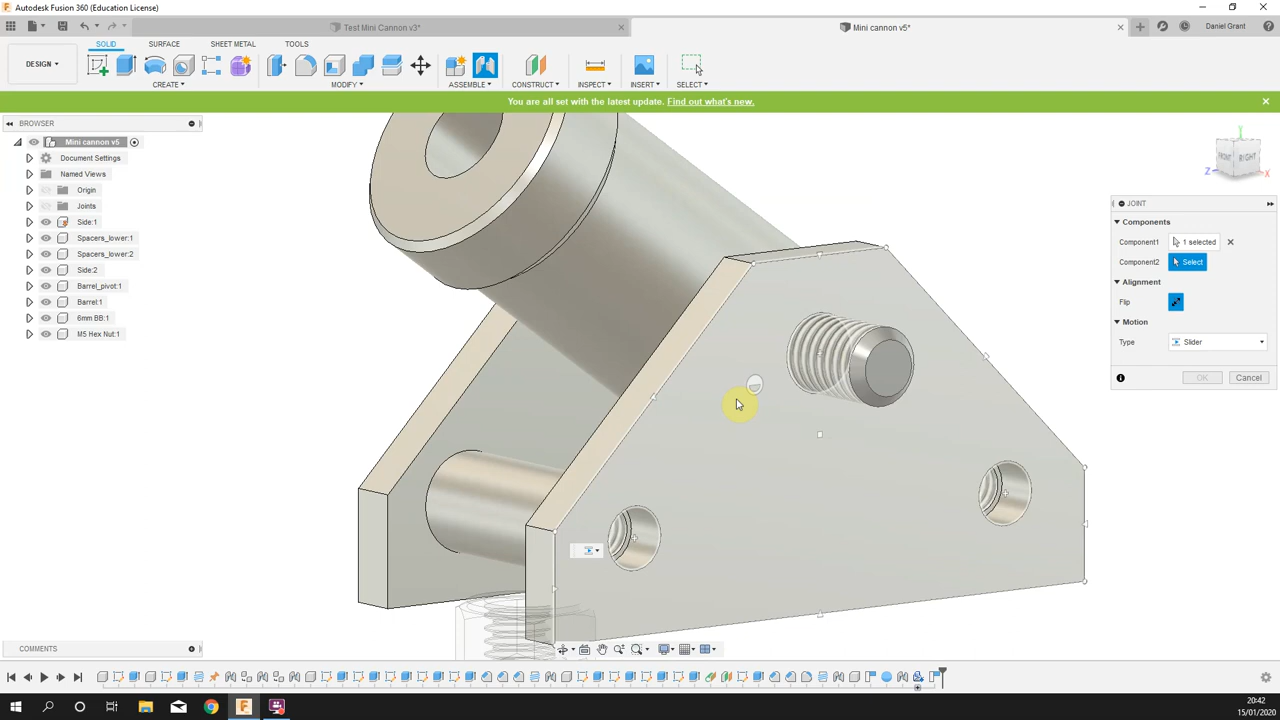 Autodesk Fusion 360 (Education License)
Test Mini Cannon v3*
Mini cannon v5*
Daniel Grant
SOLID
SURFACE
SHEET METAL
TOOLS
DESIGN
CREATE
MODIFY
ASSEMBLE
CONSTRUCT
INSPECT
INSERT
SELECT
You are all set with the latest update. Find out what's new.
BROWSER
Mini cannon v5
Document Settings
Named Views
Origin
Joints
Side:1
Spacers_lower:1
Spacers_lower:2
Side:2
Barrel_pivot:1
Barrel:1
6mm BB:1
M5 Hex Nut:1
Y
FRONT
RIGHT
Z
X
JOINT
Components
Component1
1 selected
Component2
Select
Alignment
Flip
Motion
Type
Slider
OK
Cancel
COMMENTS
20:42
15/01/2020